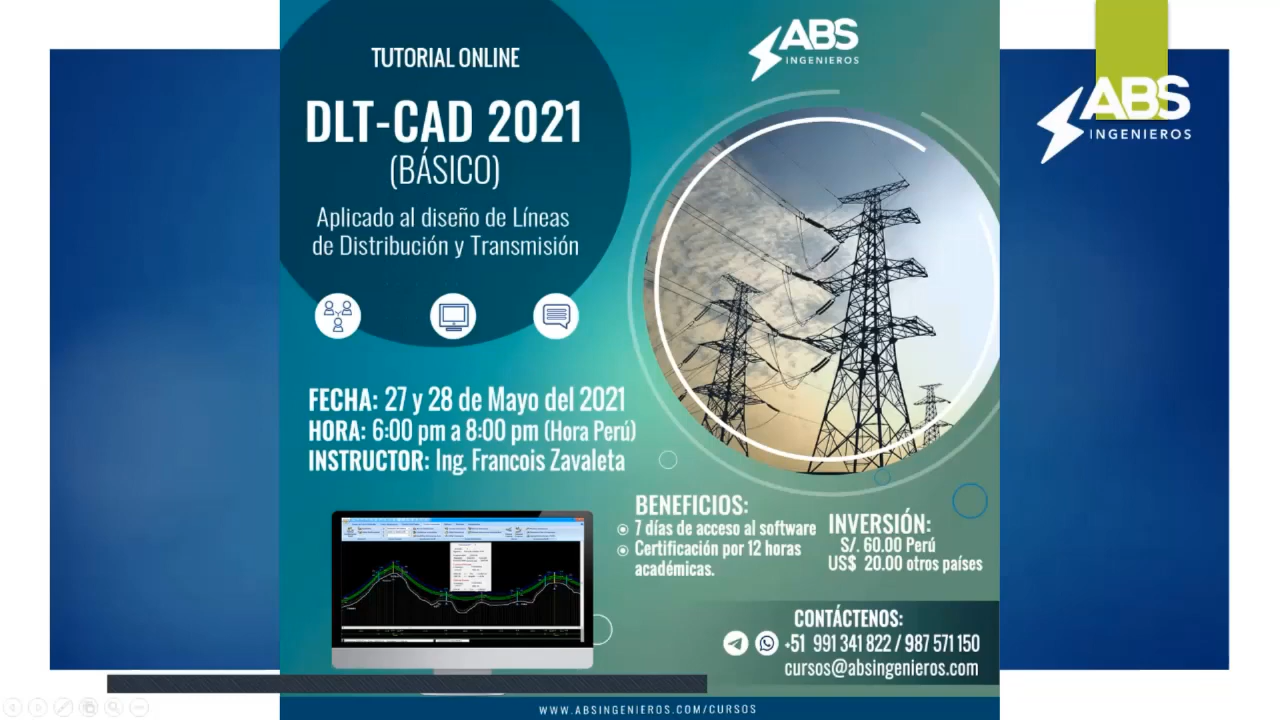 TUTORIAL ONLINE
DLT-CAD 2021
(BÁSICO)
Aplicado al diseño de Líneas
de Distribución y Transmisión
ABS
INGENIEROS
ABS
INGENIEROS
FECHA: 27 y 28 de Mayo del 2021
HORA: 6:00 pm a 8:00 pm (Hora Perú)
INSTRUCTOR: Ing. Francois Zavaleta
BENEFICIOS:
7 días de acceso al software
Certificación por 12 horas
académicas.
INVERSIÓN:
S/. 60.00 Perú
US$ 20.00 otros países
CONTÁCTENOS:
+51 991 341 822 / 987 571 150
cursos@absingenieros.com
WWW.ABSINGENIEROS.COM/CURSOS